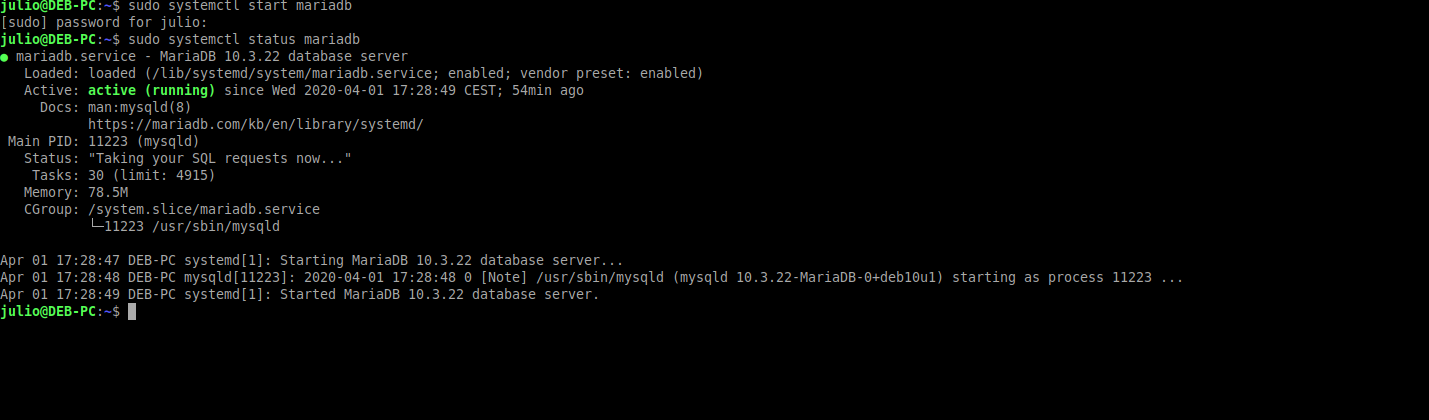 julio@DEB-PC:~$ sudo systemctl start mariadb
[sudo] password for julio:
julio@DEB-PC:~$ sudo systemctl status mariadb
● mariadb.service - MariaDB 10.3.22 database server
   Loaded: loaded (/lib/systemd/system/mariadb.service; enabled; vendor preset: enabled)
   Active: active (running) since Wed 2020-04-01 17:28:49 CEST; 54min ago
     Docs: man:mysqld(8)
           https://mariadb.com/kb/en/library/systemd/
 Main PID: 11223 (mysqld)
   Status: "Taking your SQL requests now..."
    Tasks: 30 (limit: 4915)
   Memory: 78.5M
   CGroup: /system.slice/mariadb.service
           └─11223 /usr/sbin/mysqld

Apr 01 17:28:47 DEB-PC systemd[1]: Starting MariaDB 10.3.22 database server...
Apr 01 17:28:48 DEB-PC mysqld[11223]: 2020-04-01 17:28:48 0 [Note] /usr/sbin/mysqld (mysqld 10.3.22-MariaDB-0+deb10u1) starting as process 11223 ...
Apr 01 17:28:49 DEB-PC systemd[1]: Started MariaDB 10.3.22 database server.
julio@DEB-PC:~$